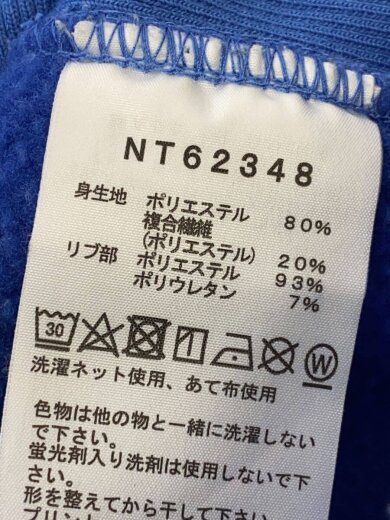 NT62348
身生地 ポリエステル 80%
複合繊維
(ポリエステル) 20%
リブ部 ポリエステル 93%
ポリウレタン 7%
30 W
洗濯ネット使用、あて布使用
色物は他の物と一緒に洗濯しない
で下さい。
蛍光剤入り洗剤は使用しないで下
さい。
形を整えてから干して下さい。